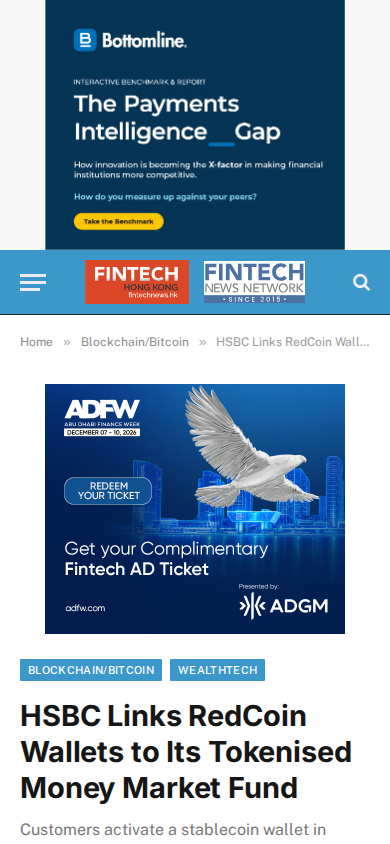 Bottomline.
INTERACTIVE BENCHMARK & REPORT
The Payments
Intelligence__Gap
How innovation is becoming the X-factor in making financial
institutions more competitive.
How do you measure up against your peers?
Take the Benchmark
FINTECH
HONG KONG
fintechnews.hk
FINTECH
NEWS NETWORK
• SINCE 2015 •
Home » Blockchain/Bitcoin » HSBC Links RedCoin Wall...
ADFW
ABU DHABI FINANCE WEEK
DECEMBER 07 – 10, 2026
REDEEM
YOUR TICKET
Get your Complimentary
Fintech AD Ticket
Presented by:
adfw.com
ADGM
BLOCKCHAIN/BITCOIN WEALTHTECH
HSBC Links RedCoin
Wallets to Its Tokenised
Money Market Fund
Customers activate a stablecoin wallet in